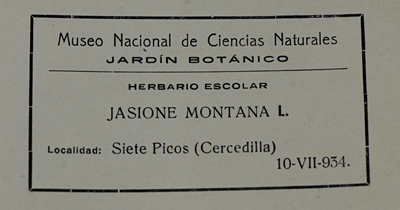 Museo Nacional de Ciencias Naturales
JARDÍN BOTÁNICO
HERBARIO ESCOLAR
JASIONE MONTANA L.
Localidad: Siete Picos (Cercedilla)
10-VII-934.